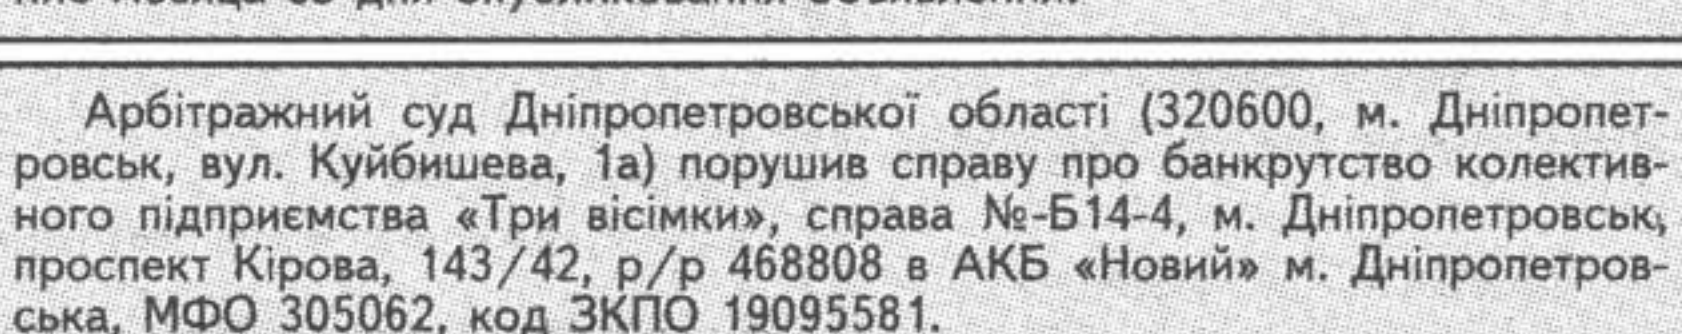 Арбітражний суд Дніпропетровської області (320600, м. Дніпропет-
ровськ, вул. Куйбишева, 1а) порушив справу про банкрутство колектив-
ного підприємства «Три вісімки», справа №-Б14-4, м. Дніпропетровськ,
проспект Кірова, 143/42, р/р 468808 в АКБ «Новий» м. Дніпропетров-
ська, МФО 305062, код ЗКПО 19095581.